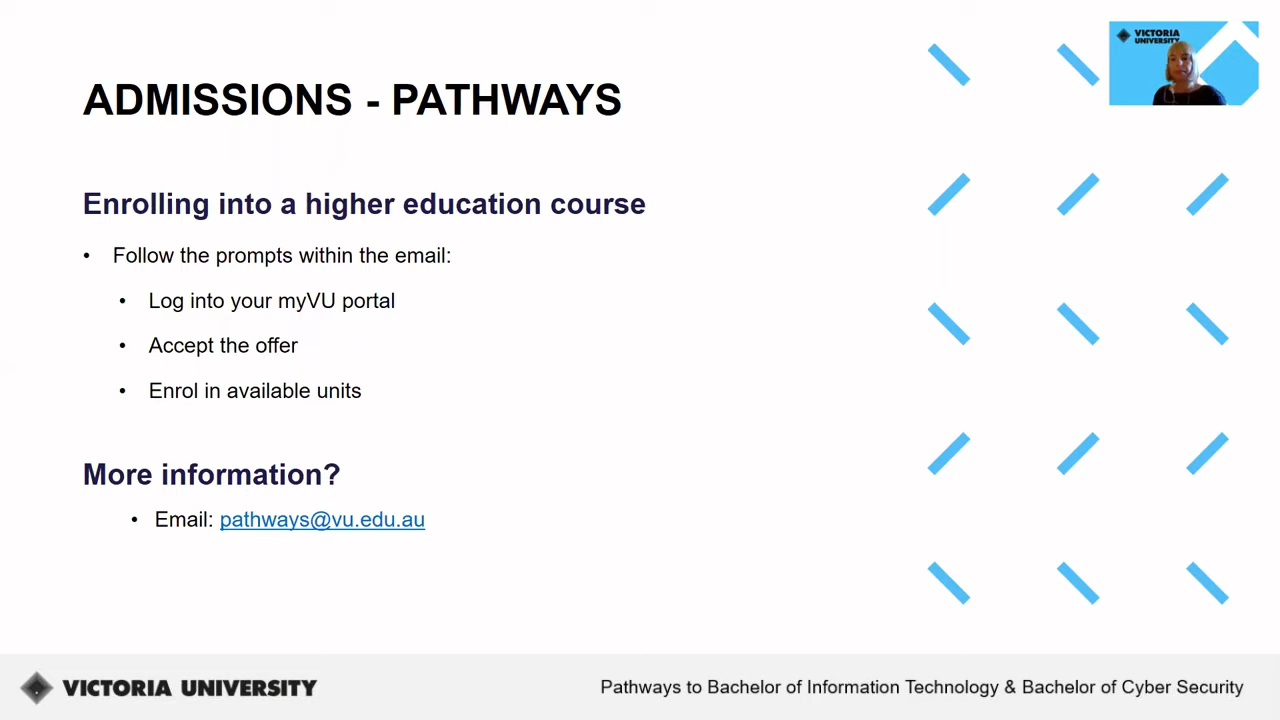 VICTORIA
UNIVERSITY
ADMISSIONS - PATHWAYS
Enrolling into a higher education course
• Follow the prompts within the email:
• Log into your myVU portal
• Accept the offer
• Enrol in available units
More information?
• Email: pathways@vu.edu.au
VICTORIA UNIVERSITY
Pathways to Bachelor of Information Technology & Bachelor of Cyber Security